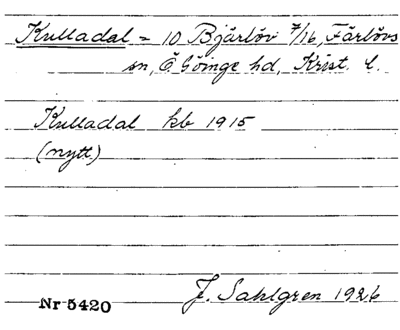 Kulladal = 10 Bjärlöv 7/16, Färlövs
sn, Ö Göinge hd, Krist. l.
Kulladal kb 1915
(nytt)
J. Sahlgren 1926
Nr 5420